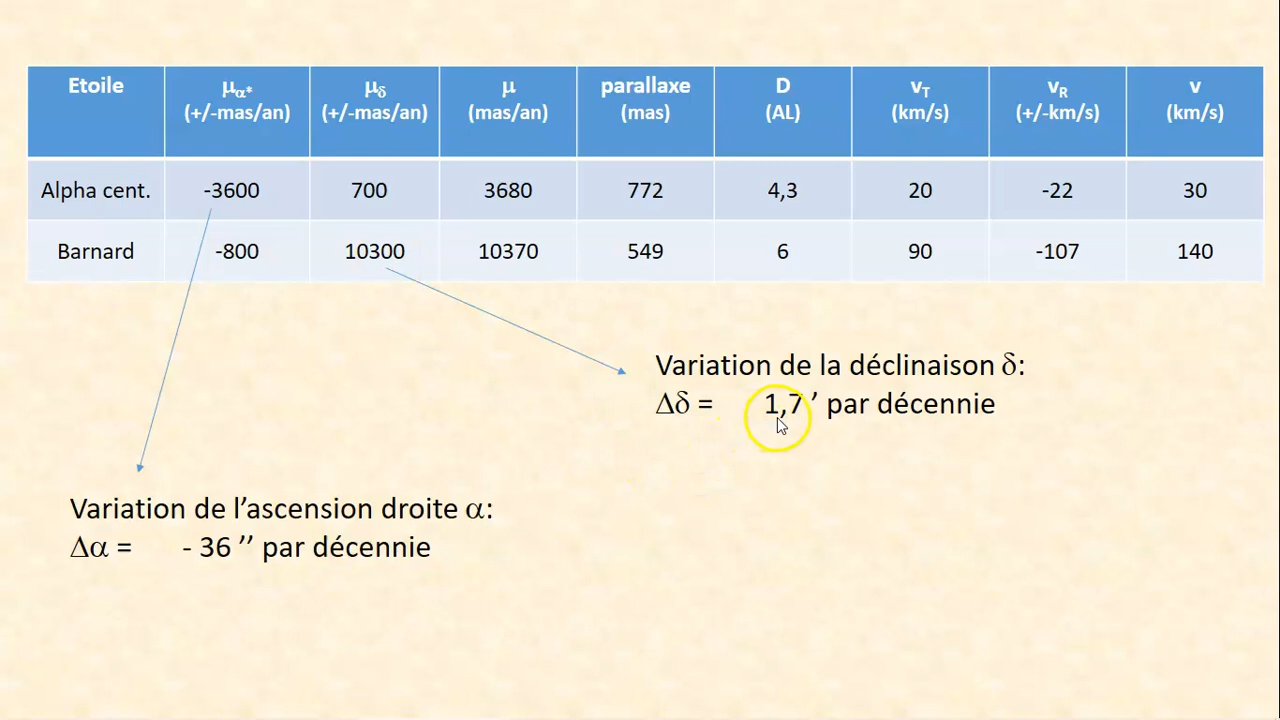 Etoile μα* μδ μ parallaxe D vT vR v
(+/-mas/an) (+/-mas/an) (mas/an) (mas) (AL) (km/s) (+/-km/s) (km/s)
Alpha cent. -3600 700 3680 772 4,3 20 -22 30
Barnard -800 10300 10370 549 6 90 -107 140
Variation de la déclinaison δ:
Δδ = 1,7 ’ par décennie
Variation de l’ascension droite α:
Δα = - 36 ’’ par décennie